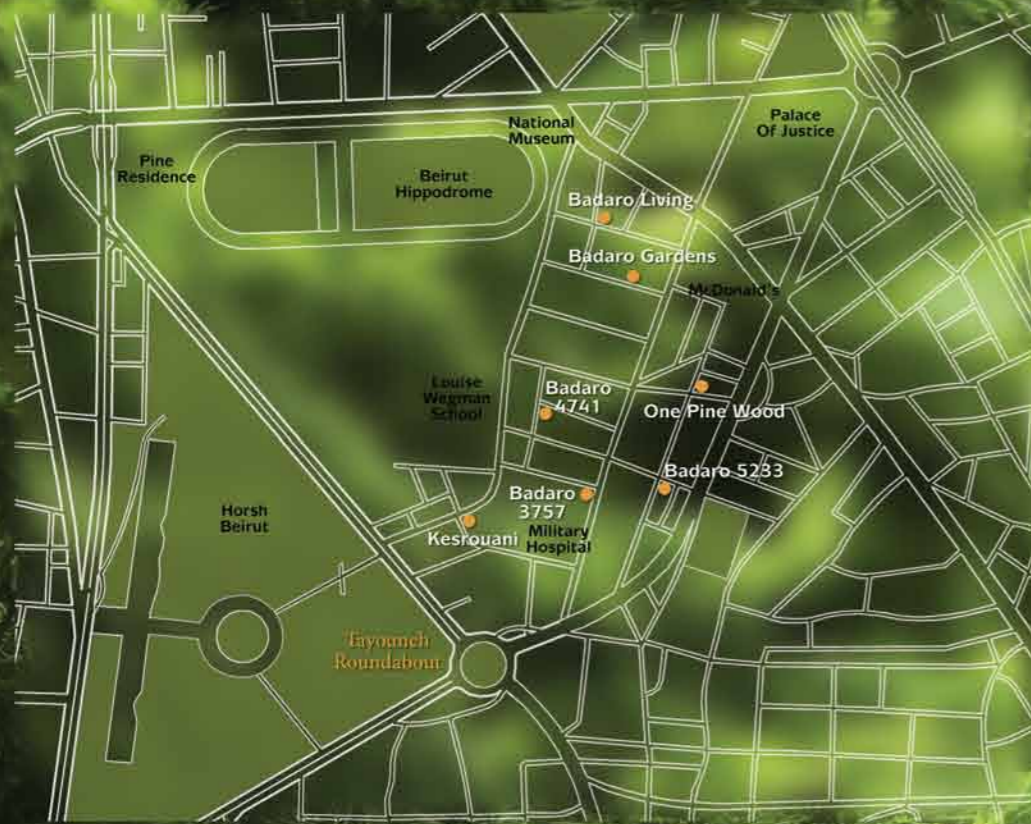 National
Museum
Palace
Of Justice
Pine
Residence
Beirut
Hippodrome
Badaro Living
Badaro Gardens
McDonald's
Louise
Wegman
School
Badaro
4741
One Pine Wood
Badaro 5233
Badaro
3757
Horsh
Beirut
Kesrouani
Military
Hospital
Tayouneh
Roundabout